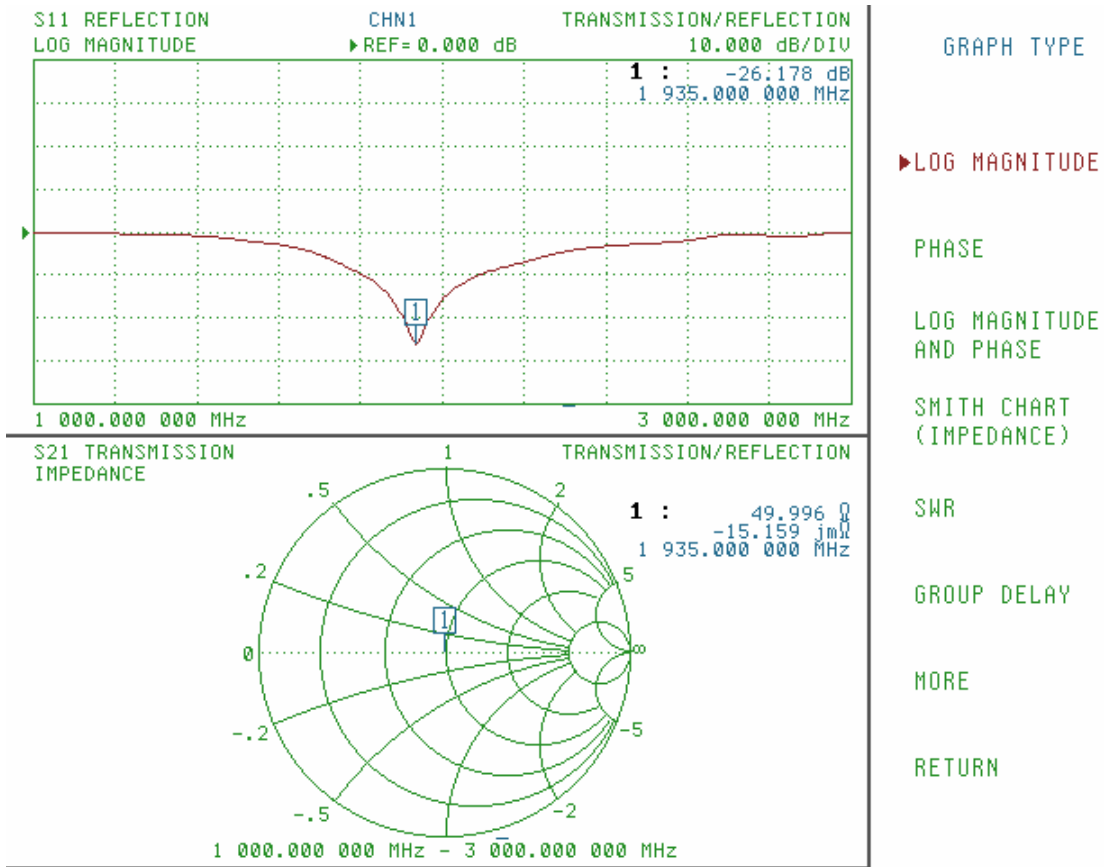 S11 REFLECTION CHN1 TRANSMISSION/REFLECTION
LOG MAGNITUDE ▶REF= 0.000 dB 10.000 dB/DIV
1 : -26.178 dB
1 935.000 000 MHz
1
1 000.000 000 MHz 3 000.000 000 MHz
S21 TRANSMISSION 1 TRANSMISSION/REFLECTION
IMPEDANCE
.5 2
1 : 49.996 Ω
-15.159 jmΩ
1 935.000 000 MHz
.2 5
1
0 ∞
-.2 -5
-.5 -2
1 000.000 000 MHz - 3 000.000 000 MHz
GRAPH TYPE
▶LOG MAGNITUDE
PHASE
LOG MAGNITUDE
AND PHASE
SMITH CHART
(IMPEDANCE)
SWR
GROUP DELAY
MORE
RETURN